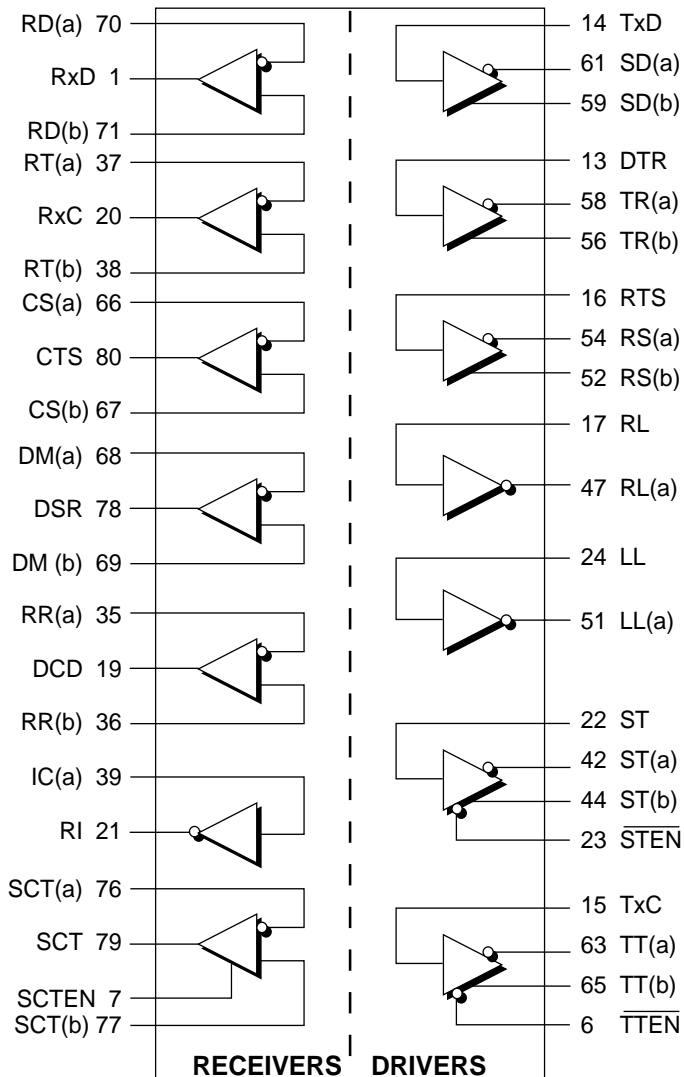 RD(a) 70
RxD 1
RD(b) 71
RT(a) 37
RxC 20
RT(b) 38
CS(a) 66
CTS 80
CS(b) 67
DM(a) 68
DSR 78
DM (b) 69
RR(a) 35
DCD 19
RR(b) 36
IC(a) 39
RI 21
SCT(a) 76
SCT 79
SCTEN 7
SCT(b) 77
14 TxD
61 SD(a)
59 SD(b)
13 DTR
58 TR(a)
56 TR(b)
16 RTS
54 RS(a)
52 RS(b)
17 RL
47 RL(a)
24 LL
51 LL(a)
22 ST
42 ST(a)
44 ST(b)
23 S̅T̅E̅N̅
15 TxC
63 TT(a)
65 TT(b)
6 T̅T̅E̅N̅
RECEIVERS DRIVERS